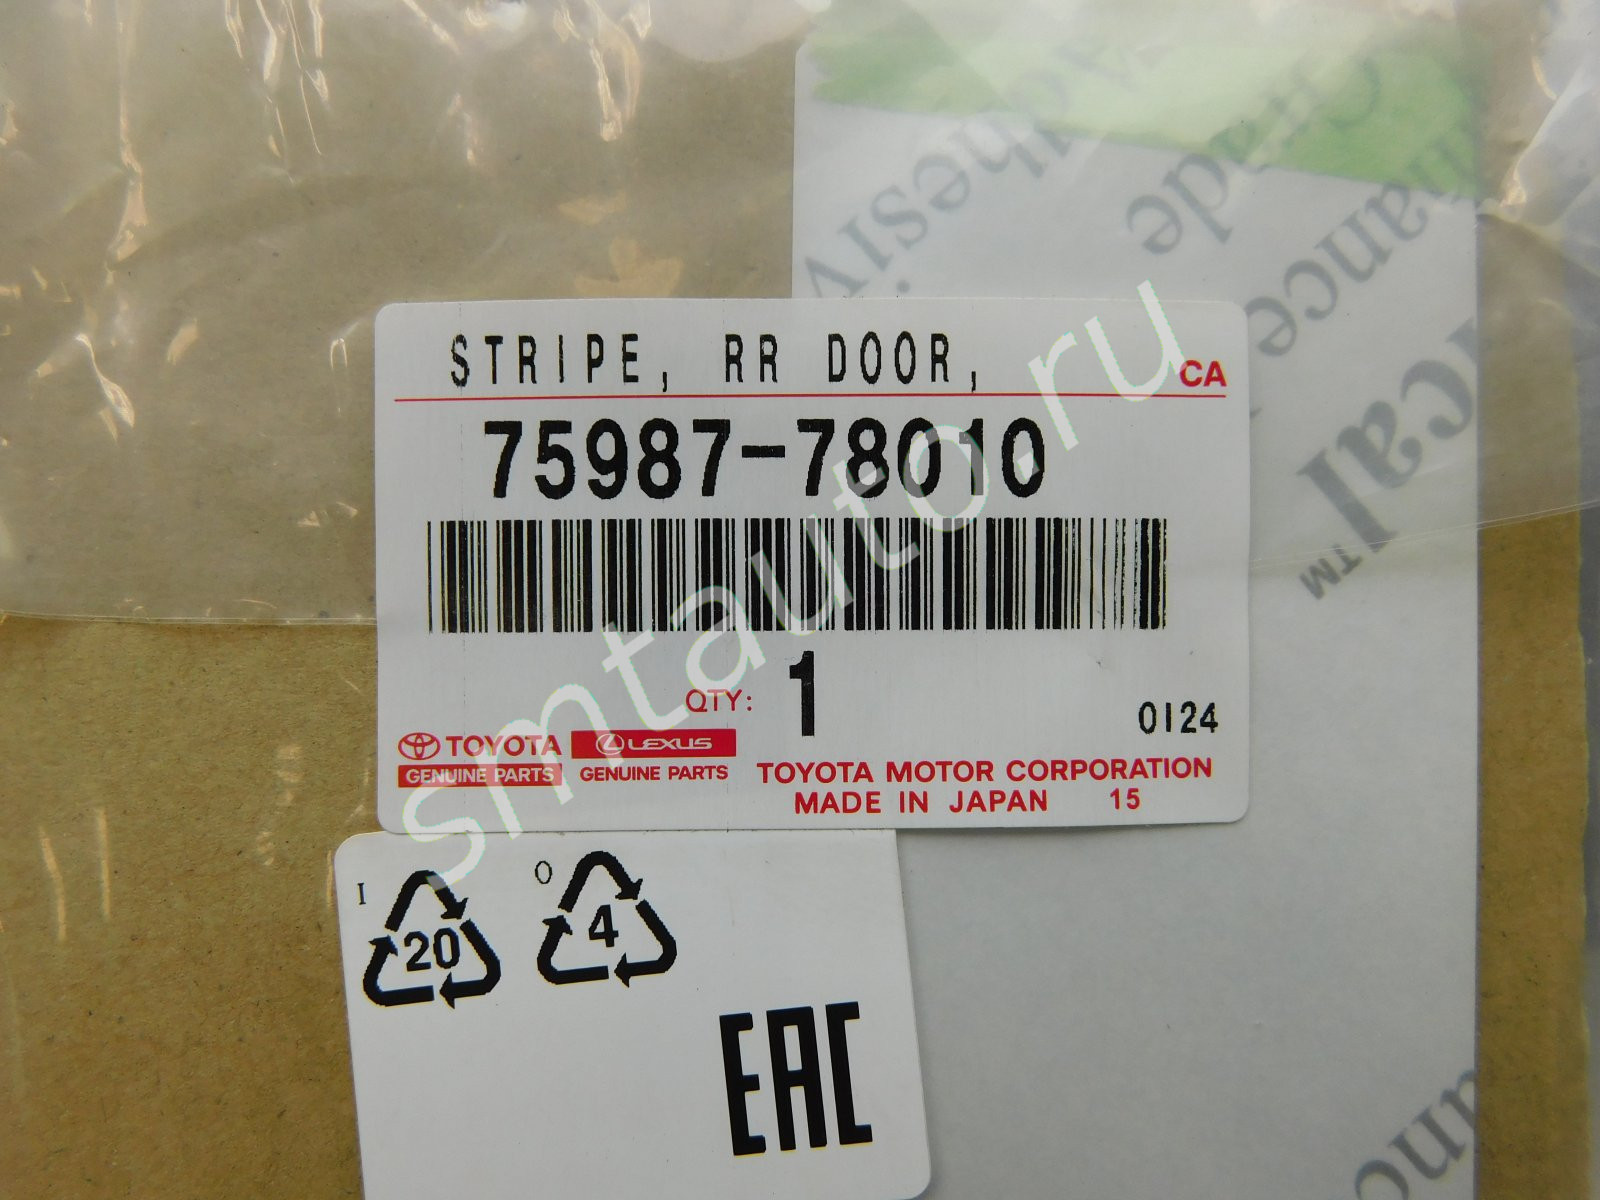 STRIPE, RR DOOR,
CA
75987-78010
QTY: 1
0124
TOYOTA
GENUINE PARTS
LEXUS
GENUINE PARTS
TOYOTA MOTOR CORPORATION
MADE IN JAPAN 15
I
20
O
4
EAC
smtauto.ru